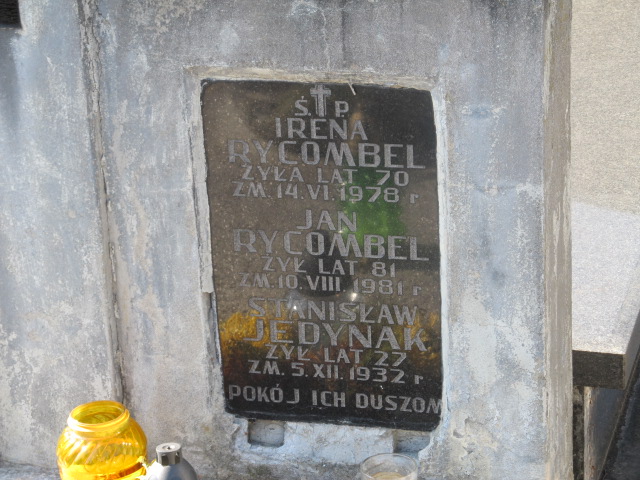 Ś.P.
IRENA
RYCOMBEL
ŻYŁA LAT 70
ZM. 14. VI. 1978 r
JAN
RYCOMBEL
ŻYŁ LAT 81
ZM. 10. VIII. 1981 r
STANISŁAW
JEDYNAK
ŻYŁ LAT 27
ZM. 5. XII. 1932 r
POKÓJ ICH DUSZOM